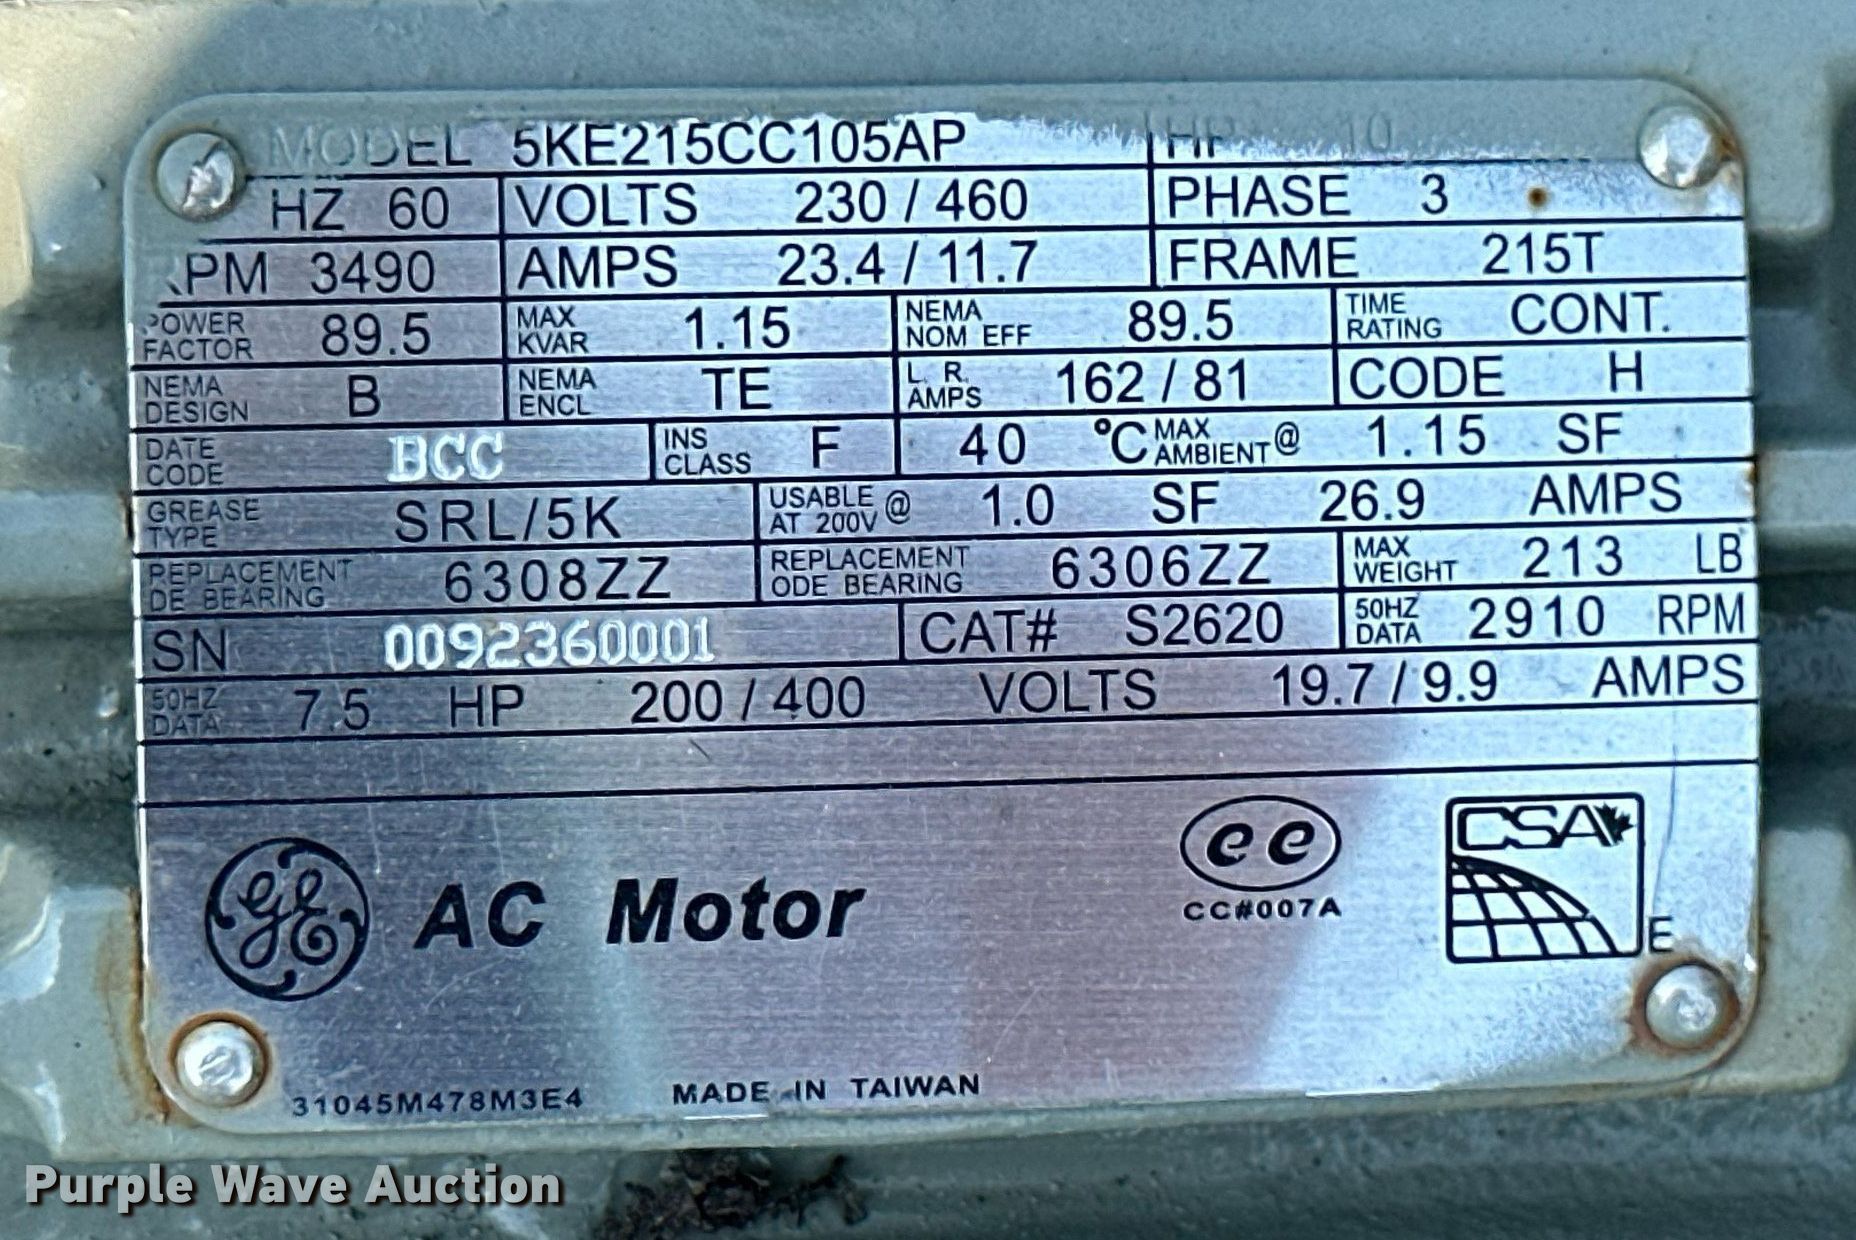 MODEL 5KE215CC105AP HP 10
HZ 60 VOLTS 230 / 460 PHASE 3
RPM 3490 AMPS 23.4 / 11.7 FRAME 215T
POWER FACTOR 89.5 MAX KVAR 1.15 NEMA NOM EFF 89.5 TIME RATING CONT.
NEMA DESIGN B NEMA ENCL TE L. R. AMPS 162 / 81 CODE H
DATE CODE BCC INS CLASS F 40 °C MAX AMBIENT @ 1.15 SF
GREASE TYPE SRL/5K USABLE @ AT 200V 1.0 SF 26.9 AMPS
REPLACEMENT DE BEARING 6308ZZ REPLACEMENT ODE BEARING 6306ZZ MAX WEIGHT 213 LB
SN 0092360001 CAT# S2620 50HZ DATA 2910 RPM
50HZ DATA 7.5 HP 200 / 400 VOLTS 19.7 / 9.9 AMPS
GE AC Motor
ee
CC#007A
CSA
E
31045M478M3E4 MADE IN TAIWAN
Purple Wave Auction